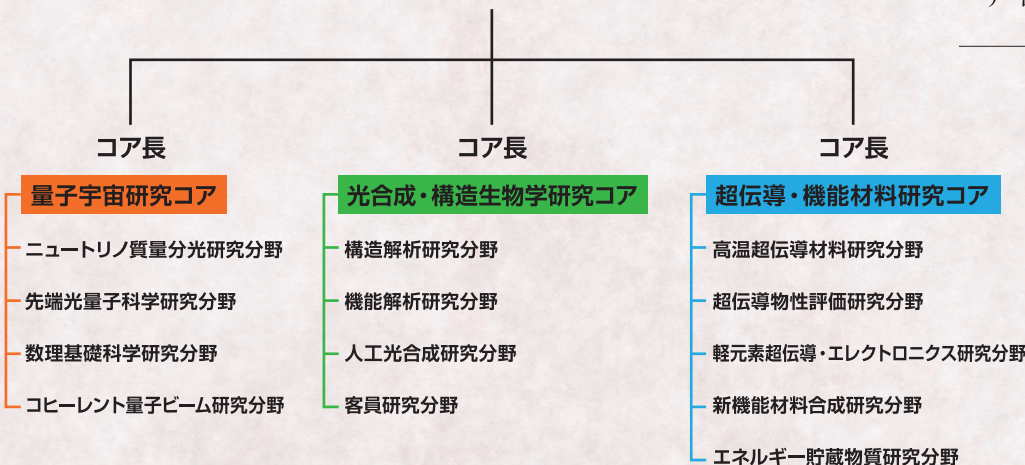 コア長
量子宇宙研究コア
ニュートリノ質量分光研究分野
先端光量子科学研究分野
数理基礎科学研究分野
コヒーレント量子ビーム研究分野
コア長
光合成・構造生物学研究コア
構造解析研究分野
機能解析研究分野
人工光合成研究分野
客員研究分野
コア長
超伝導・機能材料研究コア
高温超伝導材料研究分野
超伝導物性評価研究分野
軽元素超伝導・エレクトロニクス研究分野
新機能材料合成研究分野
エネルギー貯蔵物質研究分野